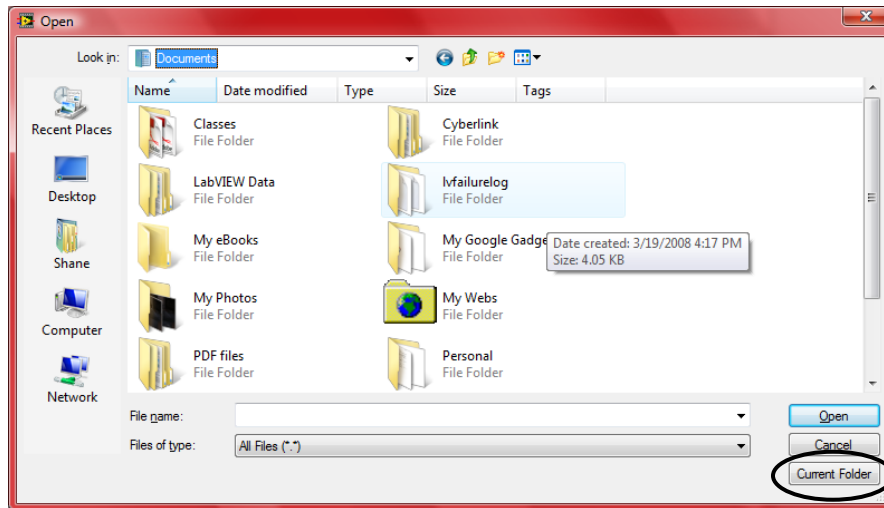 Open
Look in: Documents
Name Date modified Type Size Tags
Recent Places
Desktop
Shane
Computer
Network
Classes
File Folder
Cyberlink
File Folder
LabVIEW Data
File Folder
lvfailurelog
File Folder
My eBooks
File Folder
My Google Gadge
File Folder
Date created: 3/19/2008 4:17 PM
Size: 4.05 KB
My Photos
File Folder
My Webs
File Folder
PDF files
File Folder
Personal
File Folder
File name:
Open
Files of type: All Files (*.*)
Cancel
Current Folder